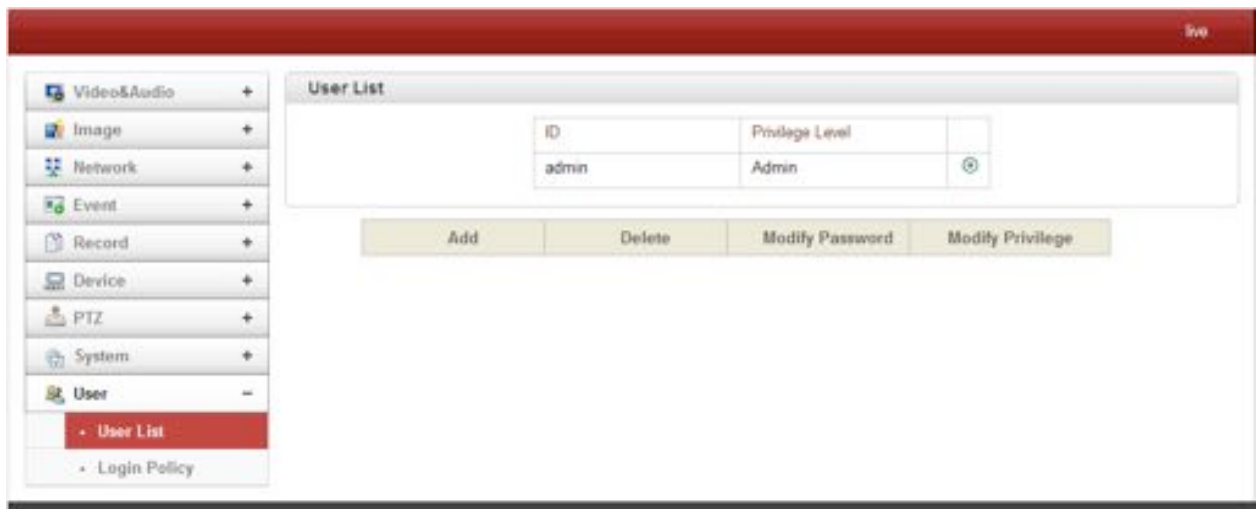 live
Video&Audio +
Image +
Network +
Event +
Record +
Device +
PTZ +
System +
User −
• User List
• Login Policy
User List
ID Privilege Level
admin Admin
Add Delete Modify Password Modify Privilege